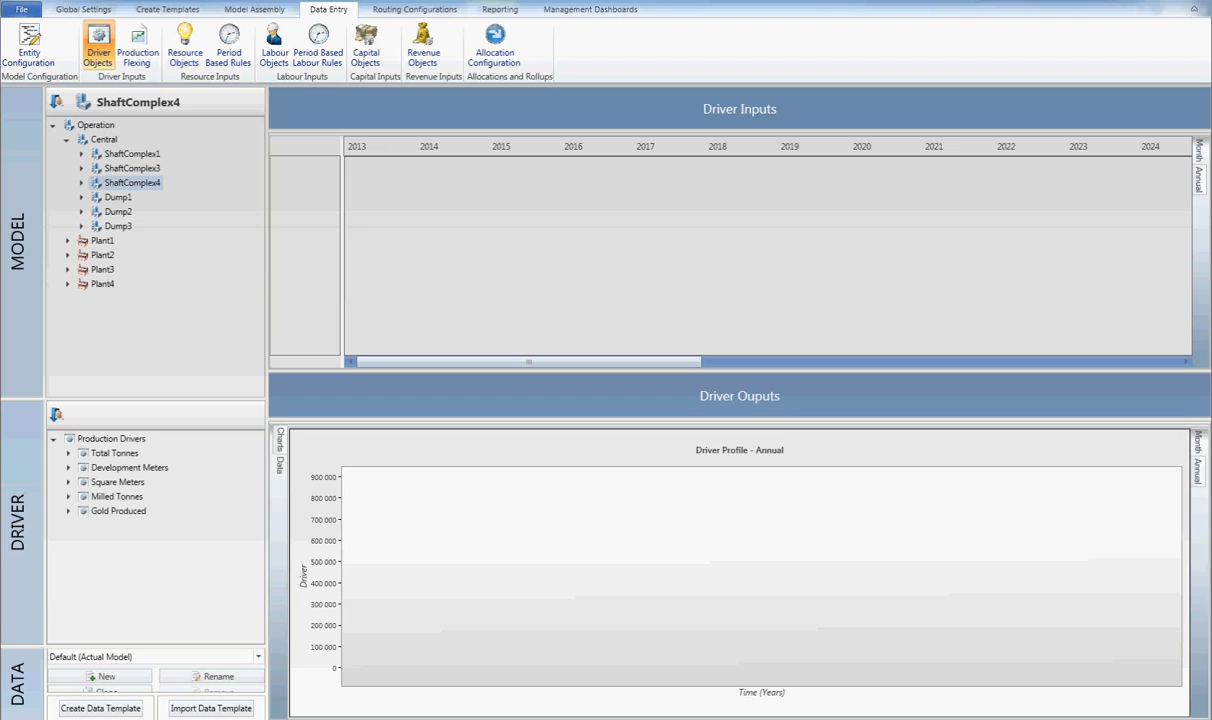 File Global Settings Create Templates Model Assembly Data Entry Routing Configurations Reporting Management Dashboards
Entity Configuration Driver Objects Production Flexing Resource Objects Period Based Rules Labour Objects Period Based Labour Rules Capital Objects Revenue Objects Allocation Configuration
Model Configuration Driver Inputs Resource Inputs Labour Inputs Capital Inputs Revenue Inputs Allocations and Rollups
MODEL
ShaftComplex4
Operation
Central
ShaftComplex1
ShaftComplex3
ShaftComplex4
Dump1
Dump2
Dump3
Plant1
Plant2
Plant3
Plant4
Driver Inputs
2013 2014 2015 2016 2017 2018 2019 2020 2021 2022 2023 2024
Month
Annual
DRIVER
Production Drivers
Total Tonnes
Development Meters
Square Meters
Milled Tonnes
Gold Produced
Driver Ouputs
Charts
Data
Driver Profile - Annual
900 000
800 000
700 000
600 000
500 000
400 000
300 000
200 000
100 000
0
Driver
Time (Years)
Month
Annual
DATA
Default (Actual Model)
New Rename
Create Data Template Import Data Template